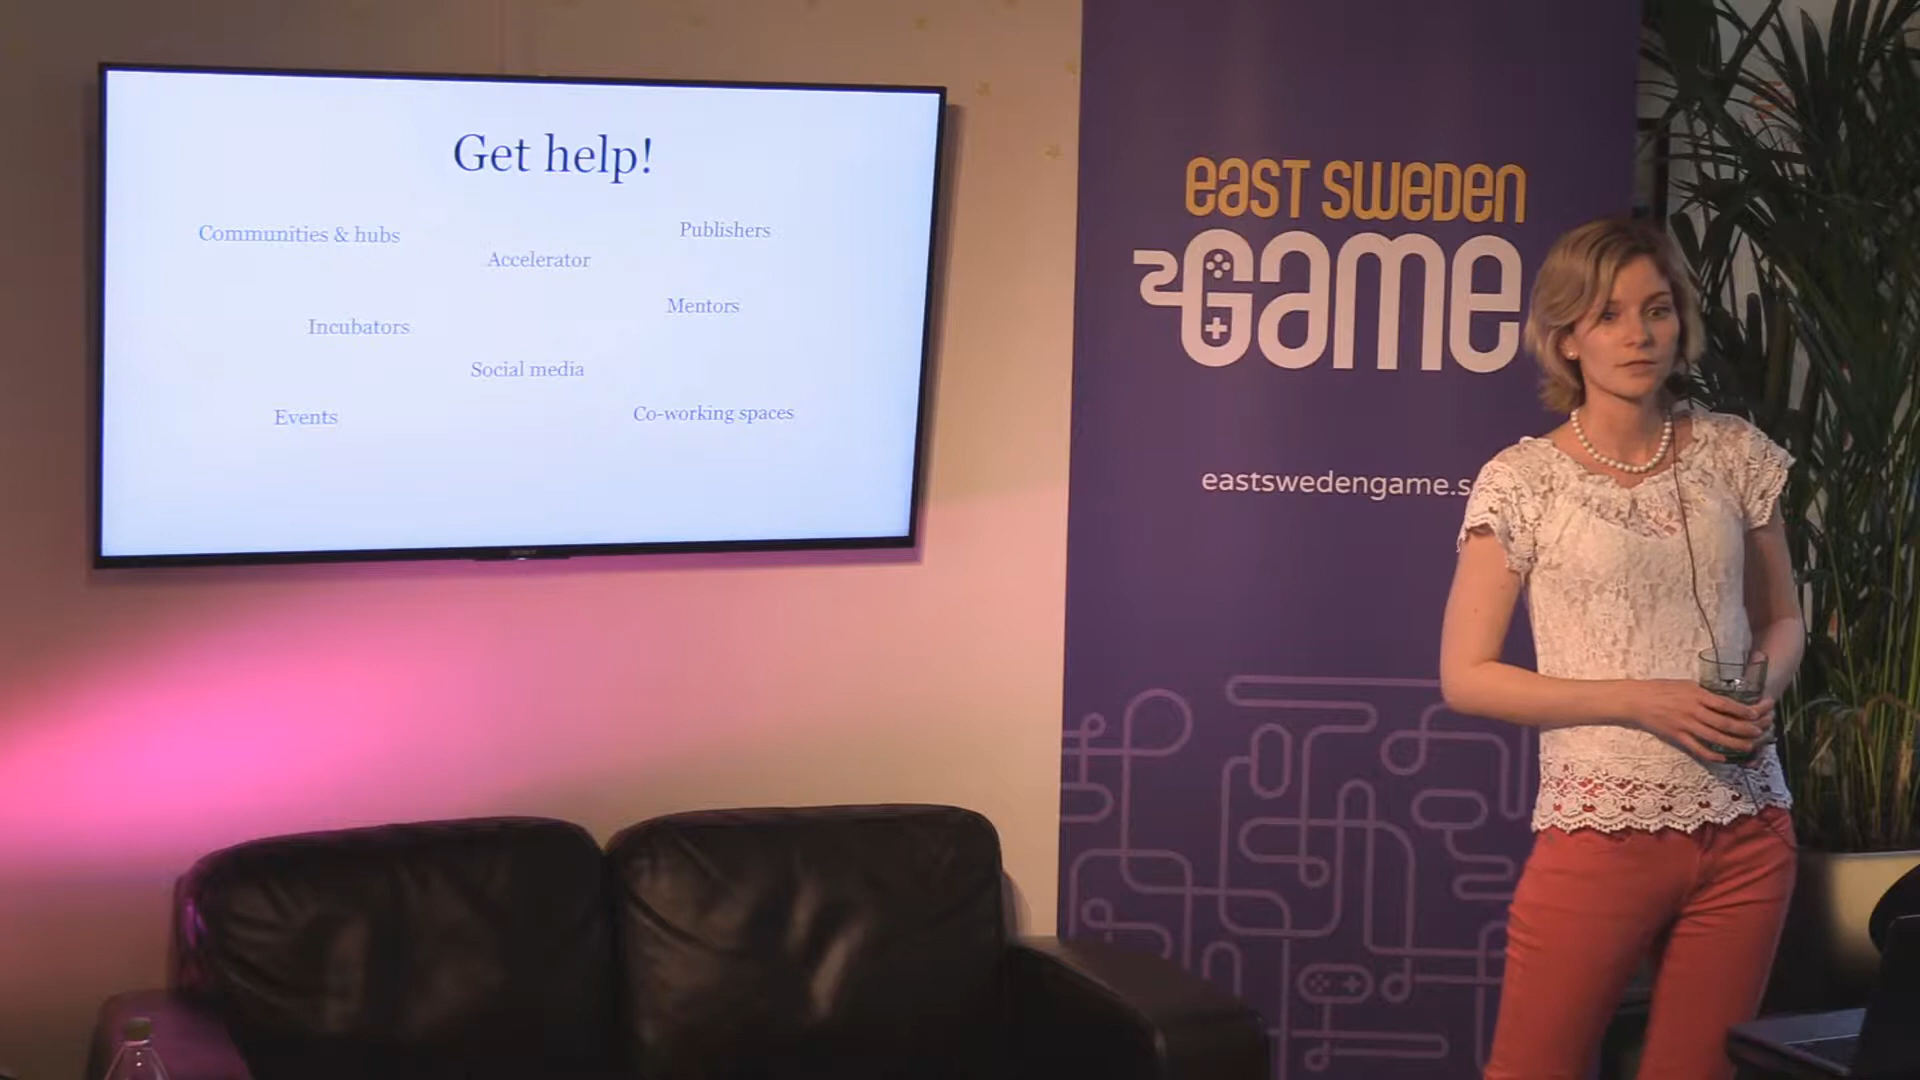 Get help!
Communities & hubs
Publishers
Accelerator
Mentors
Incubators
Social media
Events
Co-working spaces
east sweden
game
eastswedengame.s